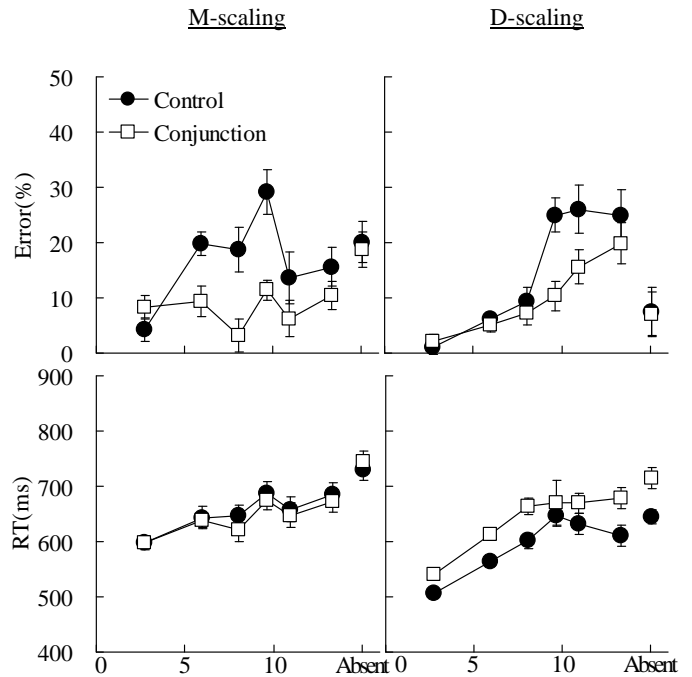 M-scaling D-scaling
50
40
30
20
10
0
Error(%)
Control
Conjunction
900
800
700
600
500
400
RT(ms)
0 5 10 Absent 0 5 10 Absent